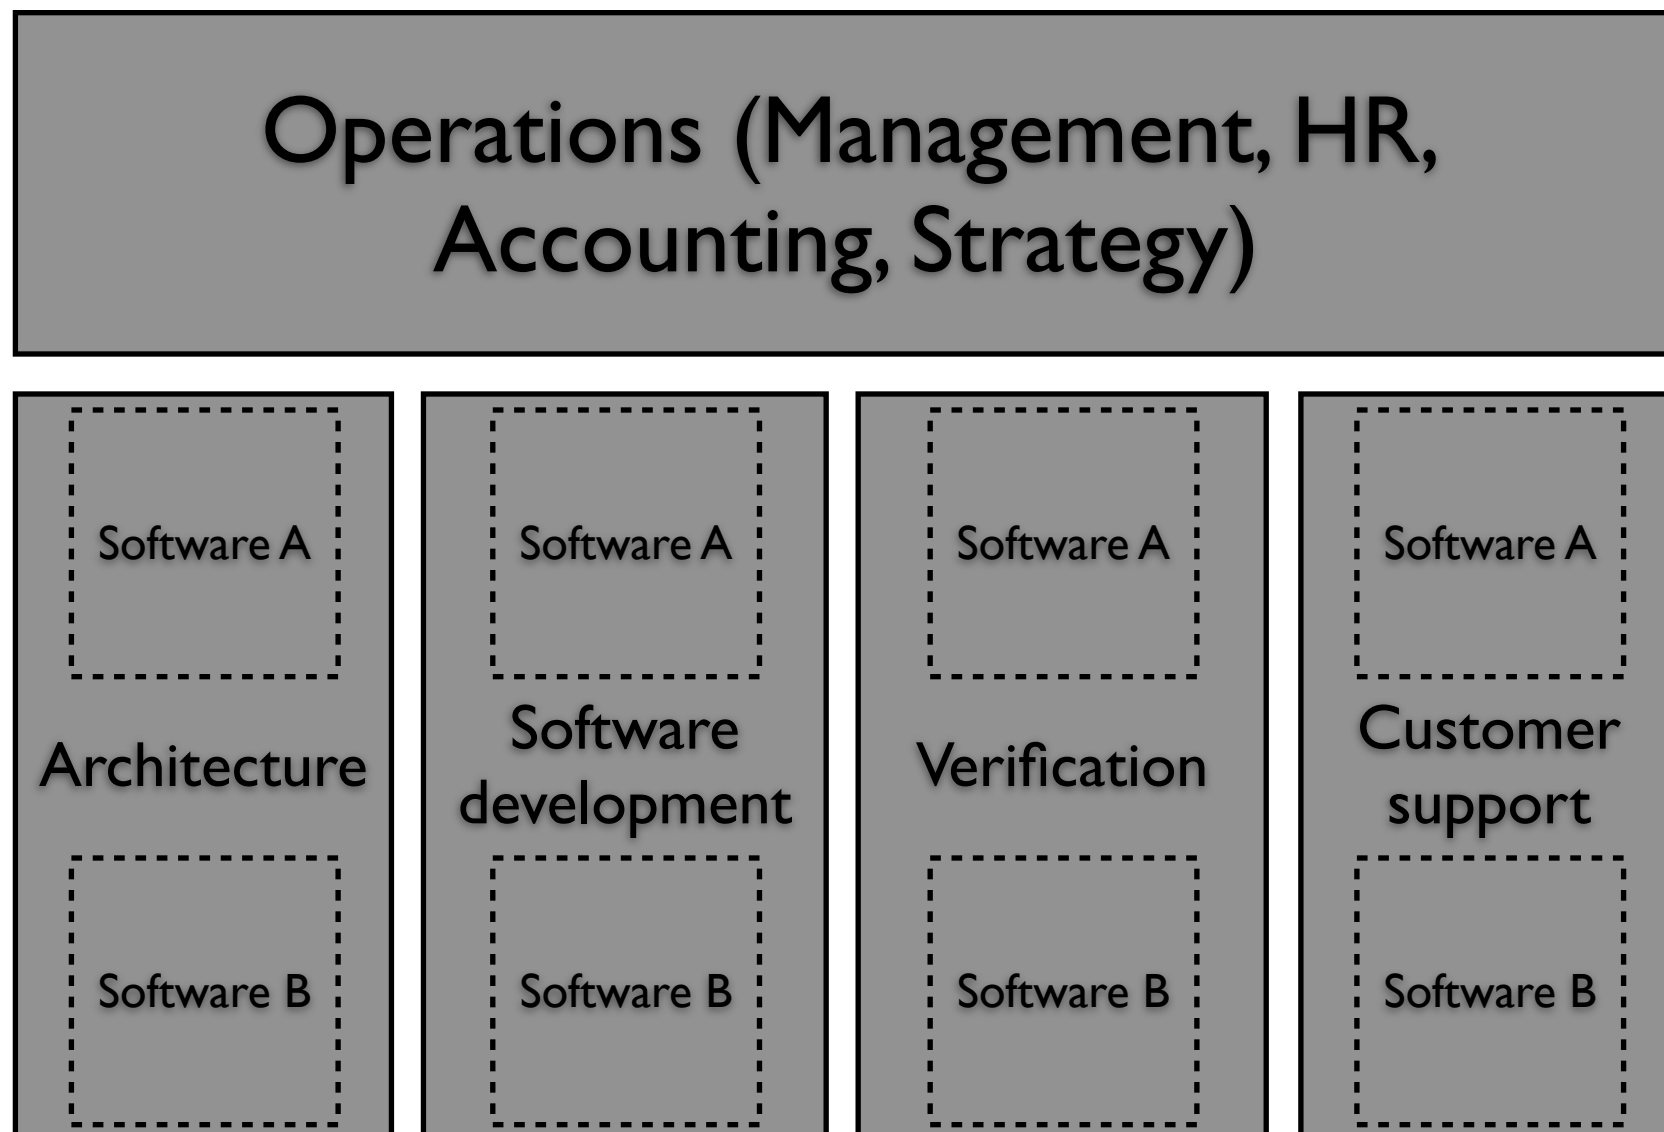 Operations (Management, HR,
Accounting, Strategy)
Software A
Software A
Software A
Software A
Architecture
Software
development
Verification
Customer
support
Software B
Software B
Software B
Software B